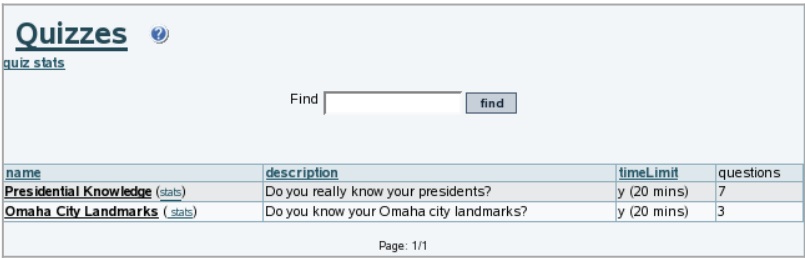 Quizzes ?
quiz stats
Find find
name description timeLimit questions
Presidential Knowledge (stats) Do you really know your presidents? y (20 mins) 7
Omaha City Landmarks ( stats) Do you know your Omaha city landmarks? y (20 mins) 3
Page: 1/1